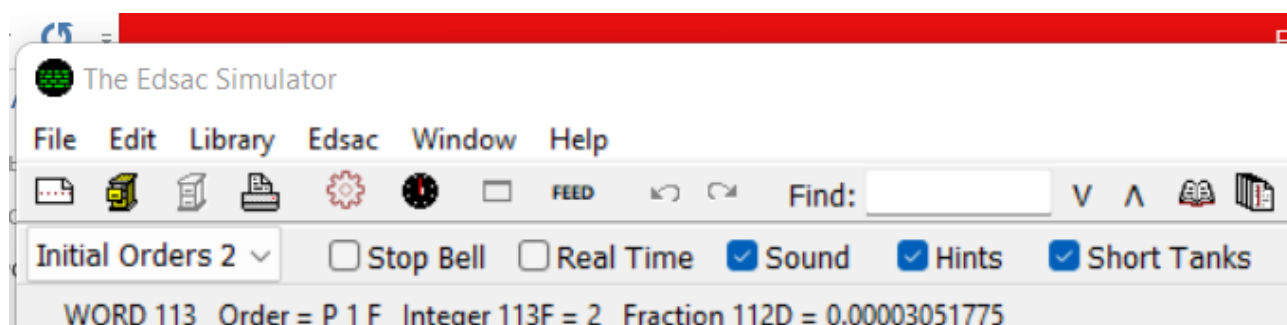 The Edsac Simulator
File Edit Library Edsac Window Help
FEED Find: V Λ
Initial Orders 2 Stop Bell Real Time Sound Hints Short Tanks
WORD 113 Order = P 1 F Integer 113F = 2 Fraction 112D = 0.00003051775